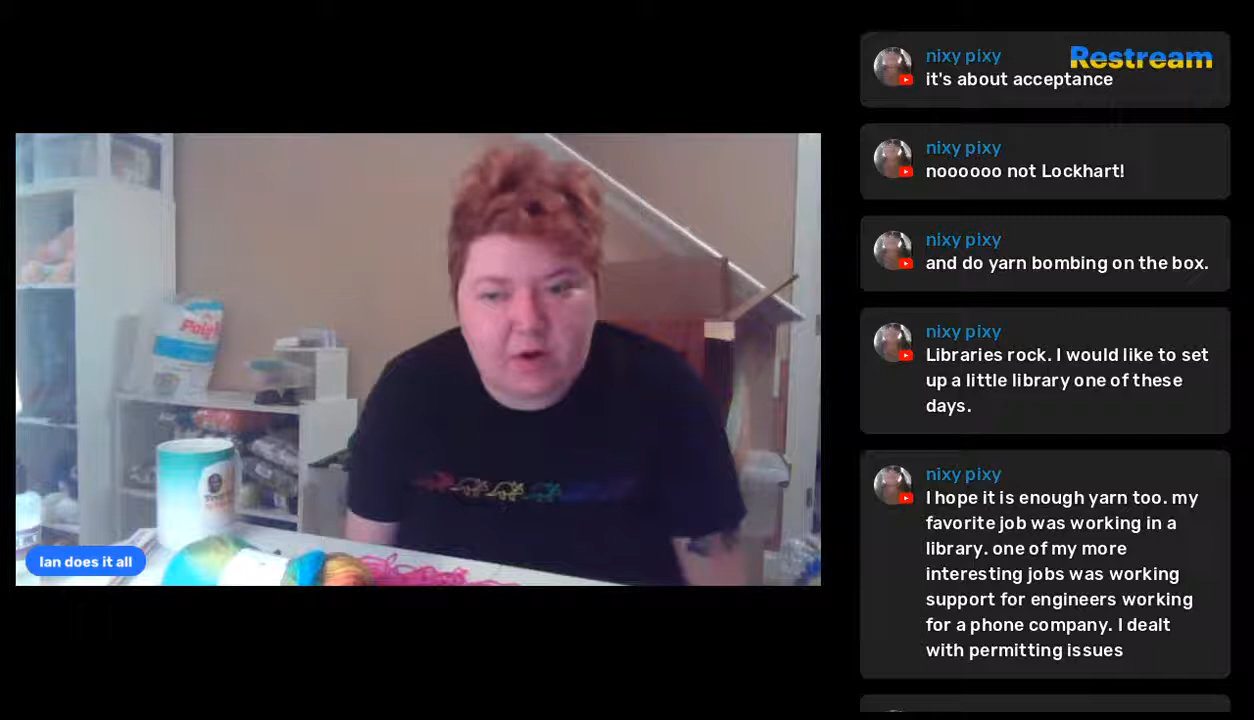 Restream
nixy pixy
it's about acceptance
nixy pixy
noooooo not Lockhart!
nixy pixy
and do yarn bombing on the box.
nixy pixy
Libraries rock. I would like to set
up a little library one of these
days.
nixy pixy
I hope it is enough yarn too. my
favorite job was working in a
library. one of my more
interesting jobs was working
support for engineers working
for a phone company. I dealt
with permitting issues
Ian does it all